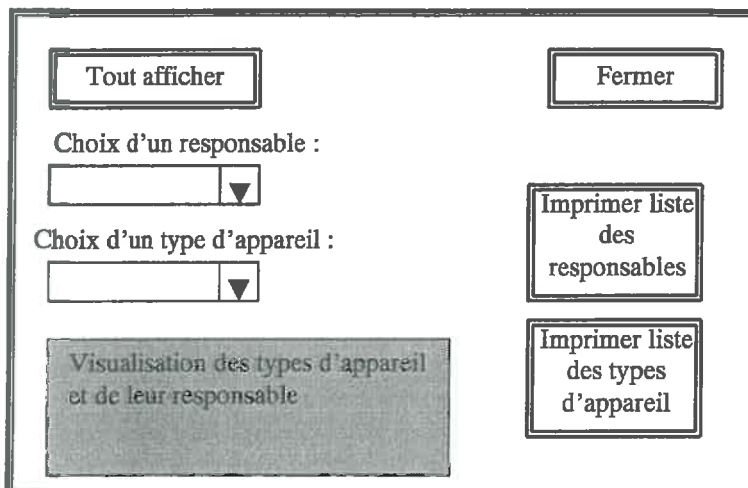 Tout afficher
Fermer
Choix d'un responsable :
Choix d'un type d'appareil :
Imprimer liste
des
responsables
Visualisation des types d'appareil
et de leur responsable
Imprimer liste
des types
d'appareil